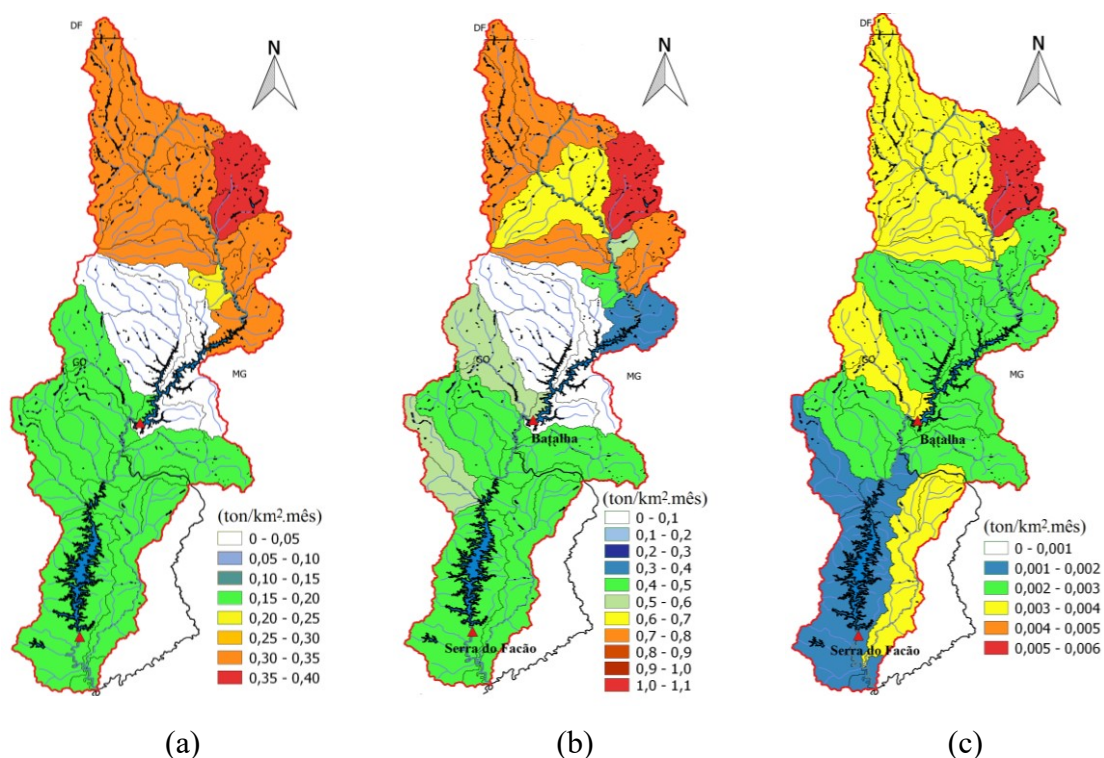 DF
N
GO
MG
(ton/km².mês)
0 - 0,05
0,05 - 0,10
0,10 - 0,15
0,15 - 0,20
0,20 - 0,25
0,25 - 0,30
0,30 - 0,35
0,35 - 0,40
(a)
DF
N
GO
MG
Batalha
Serra do Facão
(ton/km².mês)
0 - 0,1
0,1 - 0,2
0,2 - 0,3
0,3 - 0,4
0,4 - 0,5
0,5 - 0,6
0,6 - 0,7
0,7 - 0,8
0,8 - 0,9
0,9 - 1,0
1,0 - 1,1
(b)
DF
N
GO
MG
Batalha
Serra do Facão
(ton/km².mês)
0 - 0,001
0,001 - 0,002
0,002 - 0,003
0,003 - 0,004
0,004 - 0,005
0,005 - 0,006
(c)